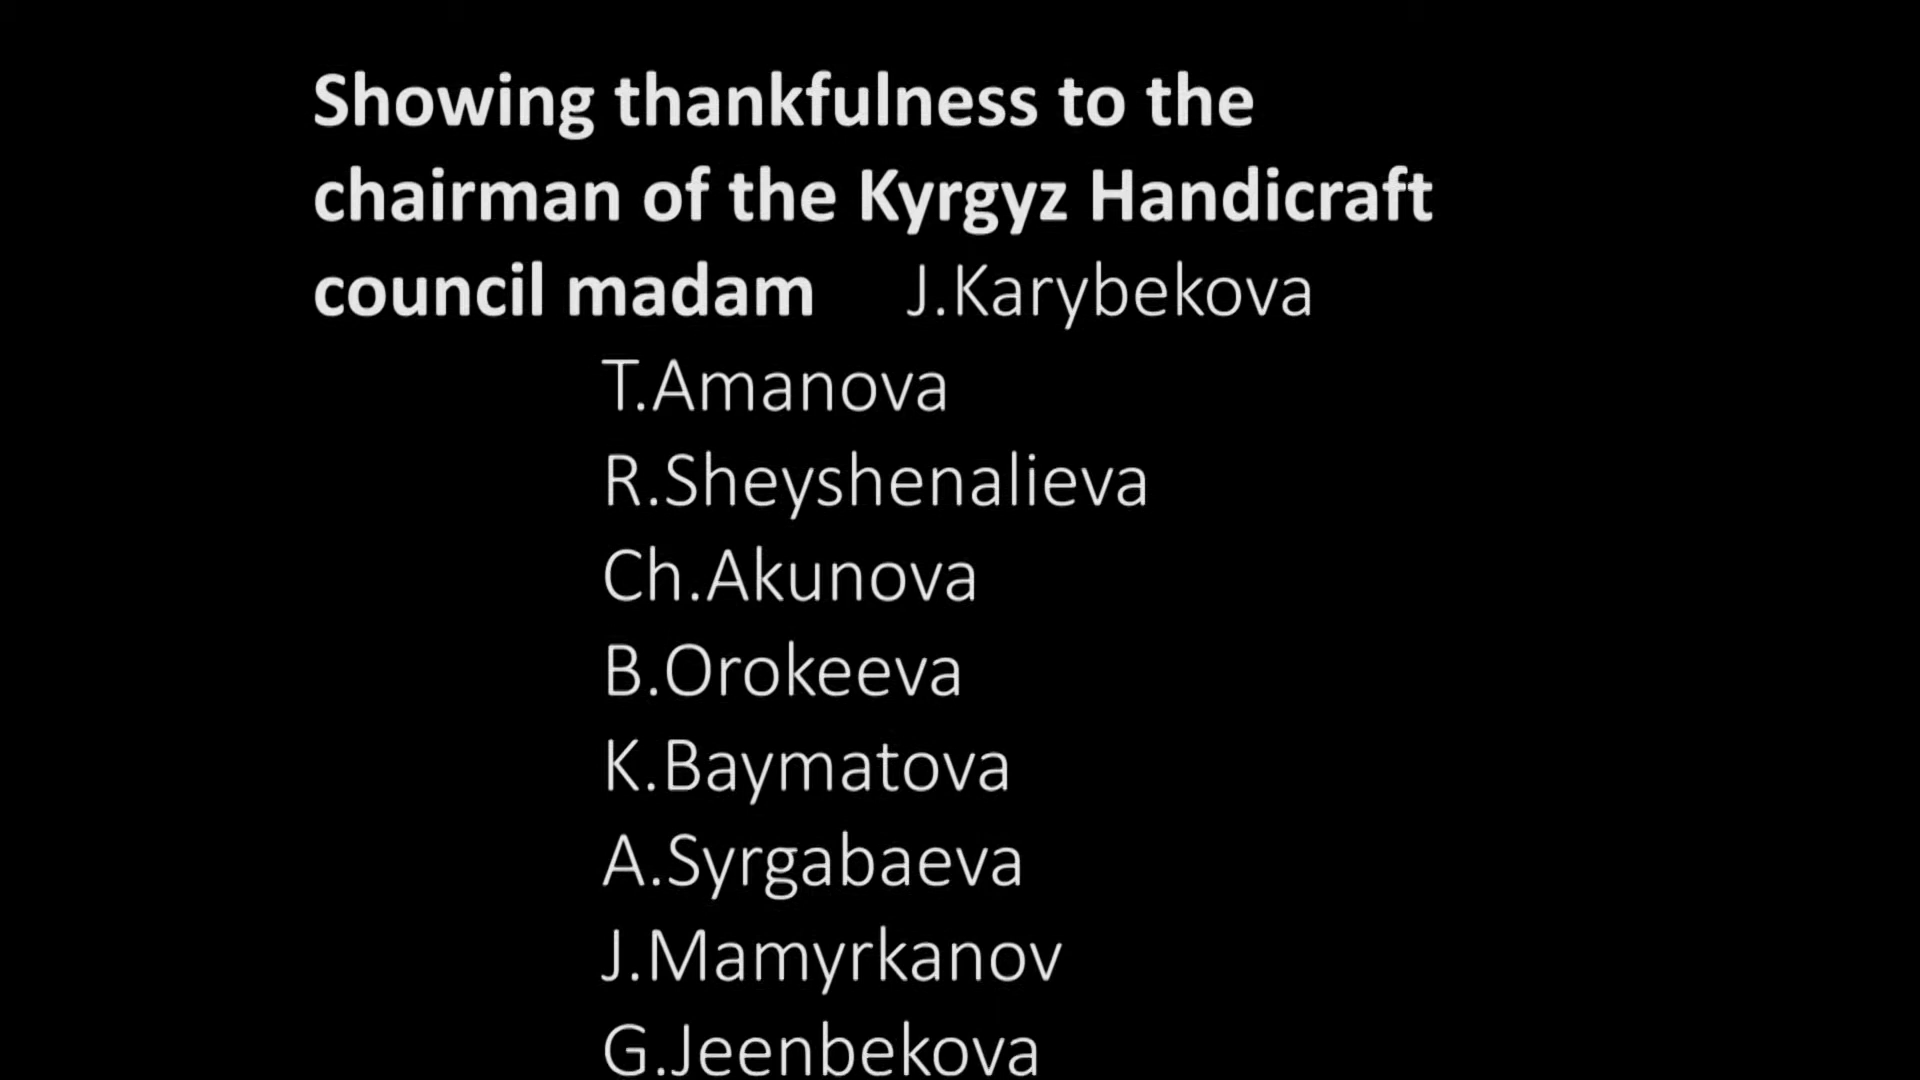 Showing thankfulness to the
chairman of the Kyrgyz Handicraft
council madam J.Karybekova
T.Amanova
R.Sheyshenalieva
Ch.Akunova
B.Orokeeva
K.Baymatova
A.Syrgabaeva
J.Mamyrkanov
G.Jeenbekova